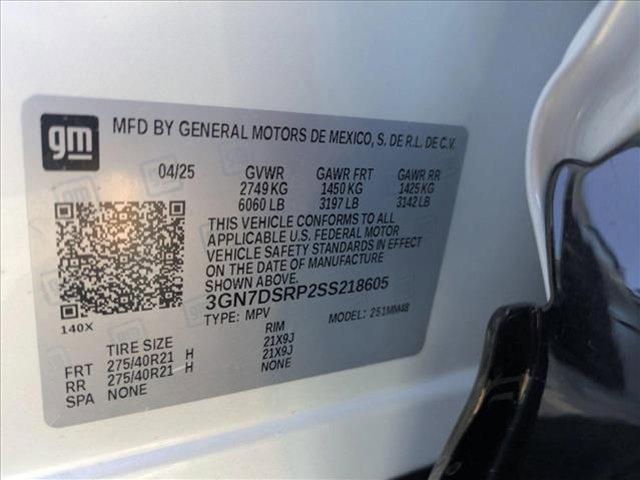 gm
MFD BY GENERAL MOTORS DE MEXICO, S. DE R.L. DE C.V.
04/25 GVWR GAWR FRT GAWR RR
2749 KG 1450 KG 1425 KG
6060 LB 3197 LB 3142 LB
THIS VEHICLE CONFORMS TO ALL
APPLICABLE U.S. FEDERAL MOTOR
VEHICLE SAFETY STANDARDS IN EFFECT
ON THE DATE OF MANUFACTURE
SHOWN ABOVE.
3GN7DSRP2SS218605
TYPE: MPV MODEL: 251MM48
140X
TIRE SIZE RIM
FRT 275/40R21 H 21X9J
RR 275/40R21 H 21X9J
SPA NONE NONE